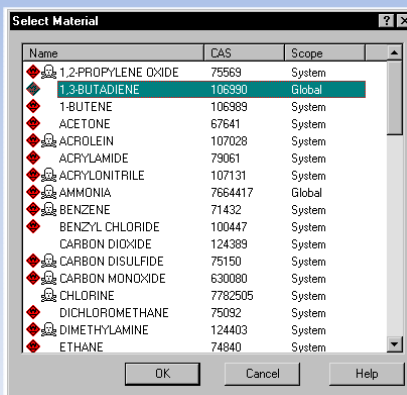 Select Material
Name CAS Scope
1,2-PROPYLENE OXIDE 75569 System
1,3-BUTADIENE 106990 Global
1-BUTENE 106989 System
ACETONE 67641 System
ACROLEIN 107028 System
ACRYLAMIDE 79061 System
ACRYLONITRILE 107131 System
AMMONIA 7664417 Global
BENZENE 71432 System
BENZYL CHLORIDE 100447 System
CARBON DIOXIDE 124389 System
CARBON DISULFIDE 75150 System
CARBON MONOXIDE 630080 System
CHLORINE 7782505 System
DICHLOROMETHANE 75092 System
DIMETHYLAMINE 124403 System
ETHANE 74840 System
OK Cancel Help